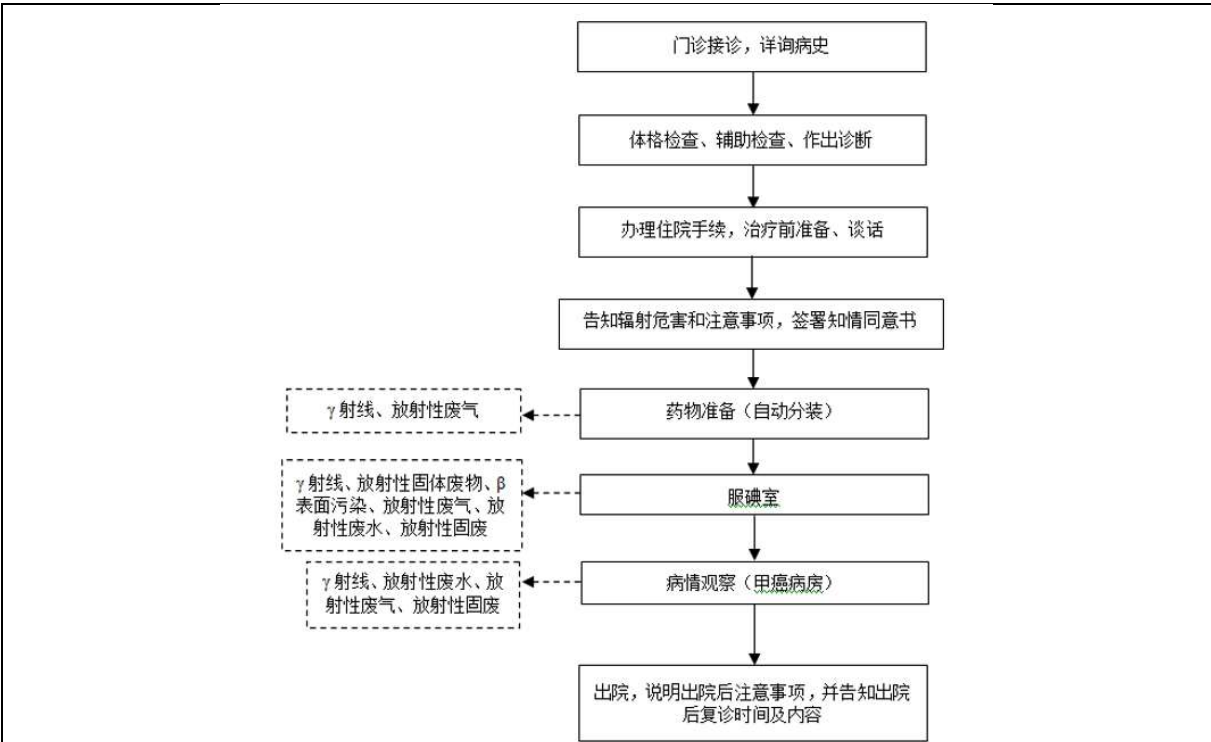 门诊接诊，详询病史
体格检查、辅助检查、作出诊断
办理住院手续，治疗前准备、谈话
告知辐射危害和注意事项，签署知情同意书
γ射线、放射性废气
药物准备（自动分装）
γ射线、放射性固体废物、β
表面污染、放射性废气、放
射性废水、放射性固废
服碘室
γ射线、放射性废水、放
射性废气、放射性固废
病情观察（甲癌病房）
出院，说明出院后注意事项，并告知出院
后复诊时间及内容